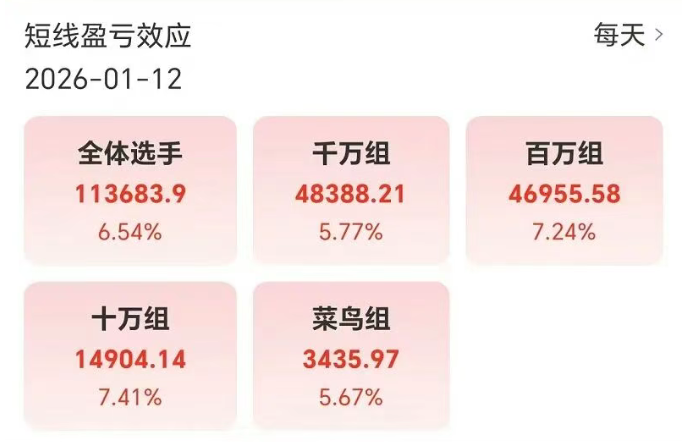 短线盈亏效应
每天
2026-01-12
全体选手
113683.9
6.54%
千万组
48388.21
5.77%
百万组
46955.58
7.24%
十万组
14904.14
7.41%
菜鸟组
3435.97
5.67%